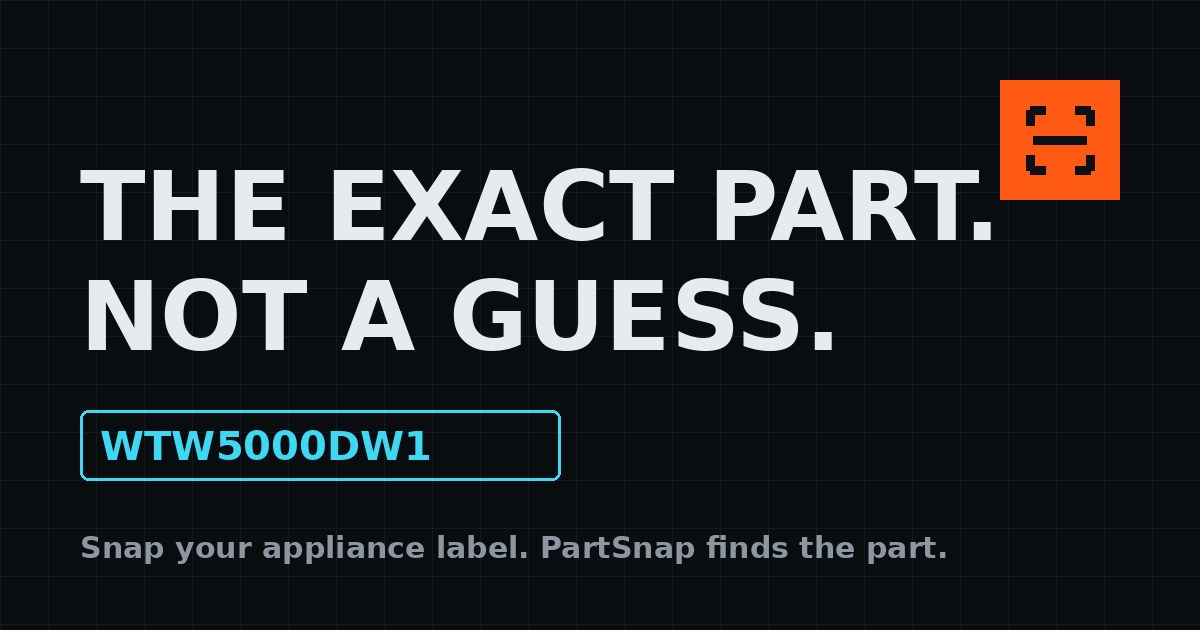 THE EXACT PART.
NOT A GUESS.
WTW5000DW1
Snap your appliance label. PartSnap finds the part.